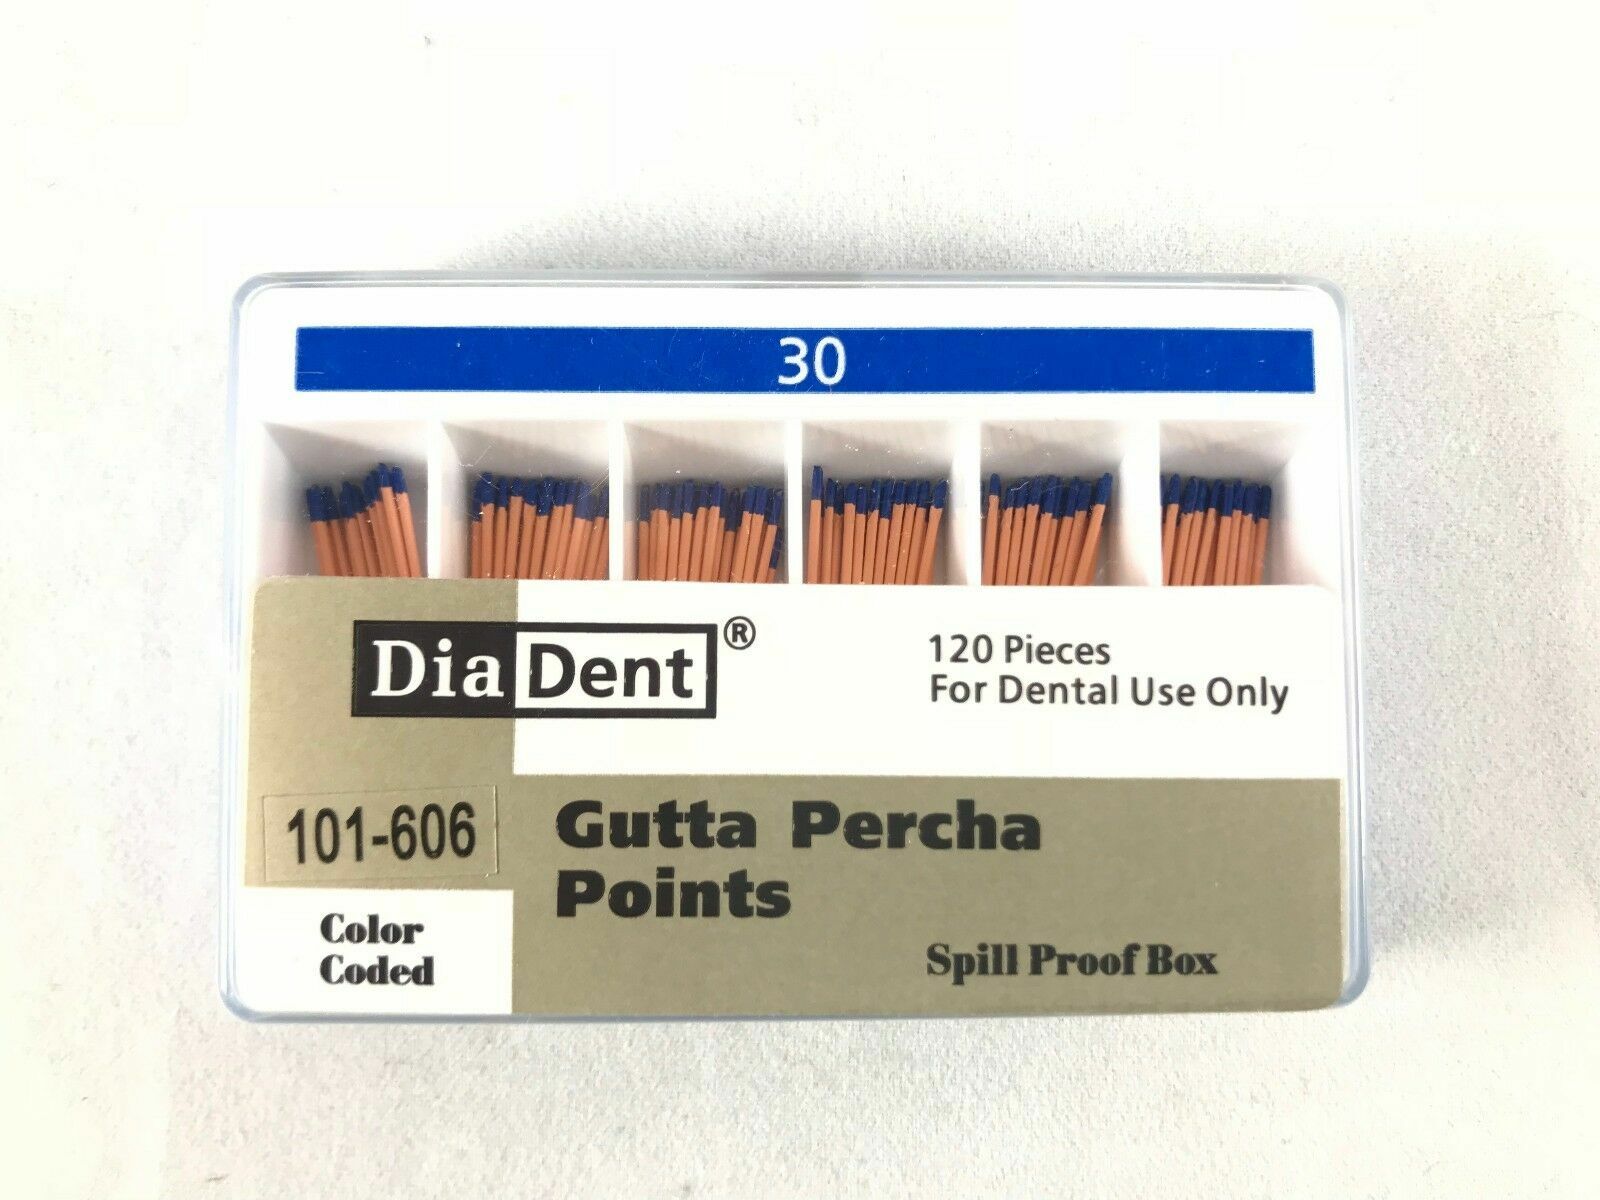 30
DiaDent®
120 Pieces
For Dental Use Only
101-606
Gutta Percha
Points
Color
Coded
Spill Proof Box